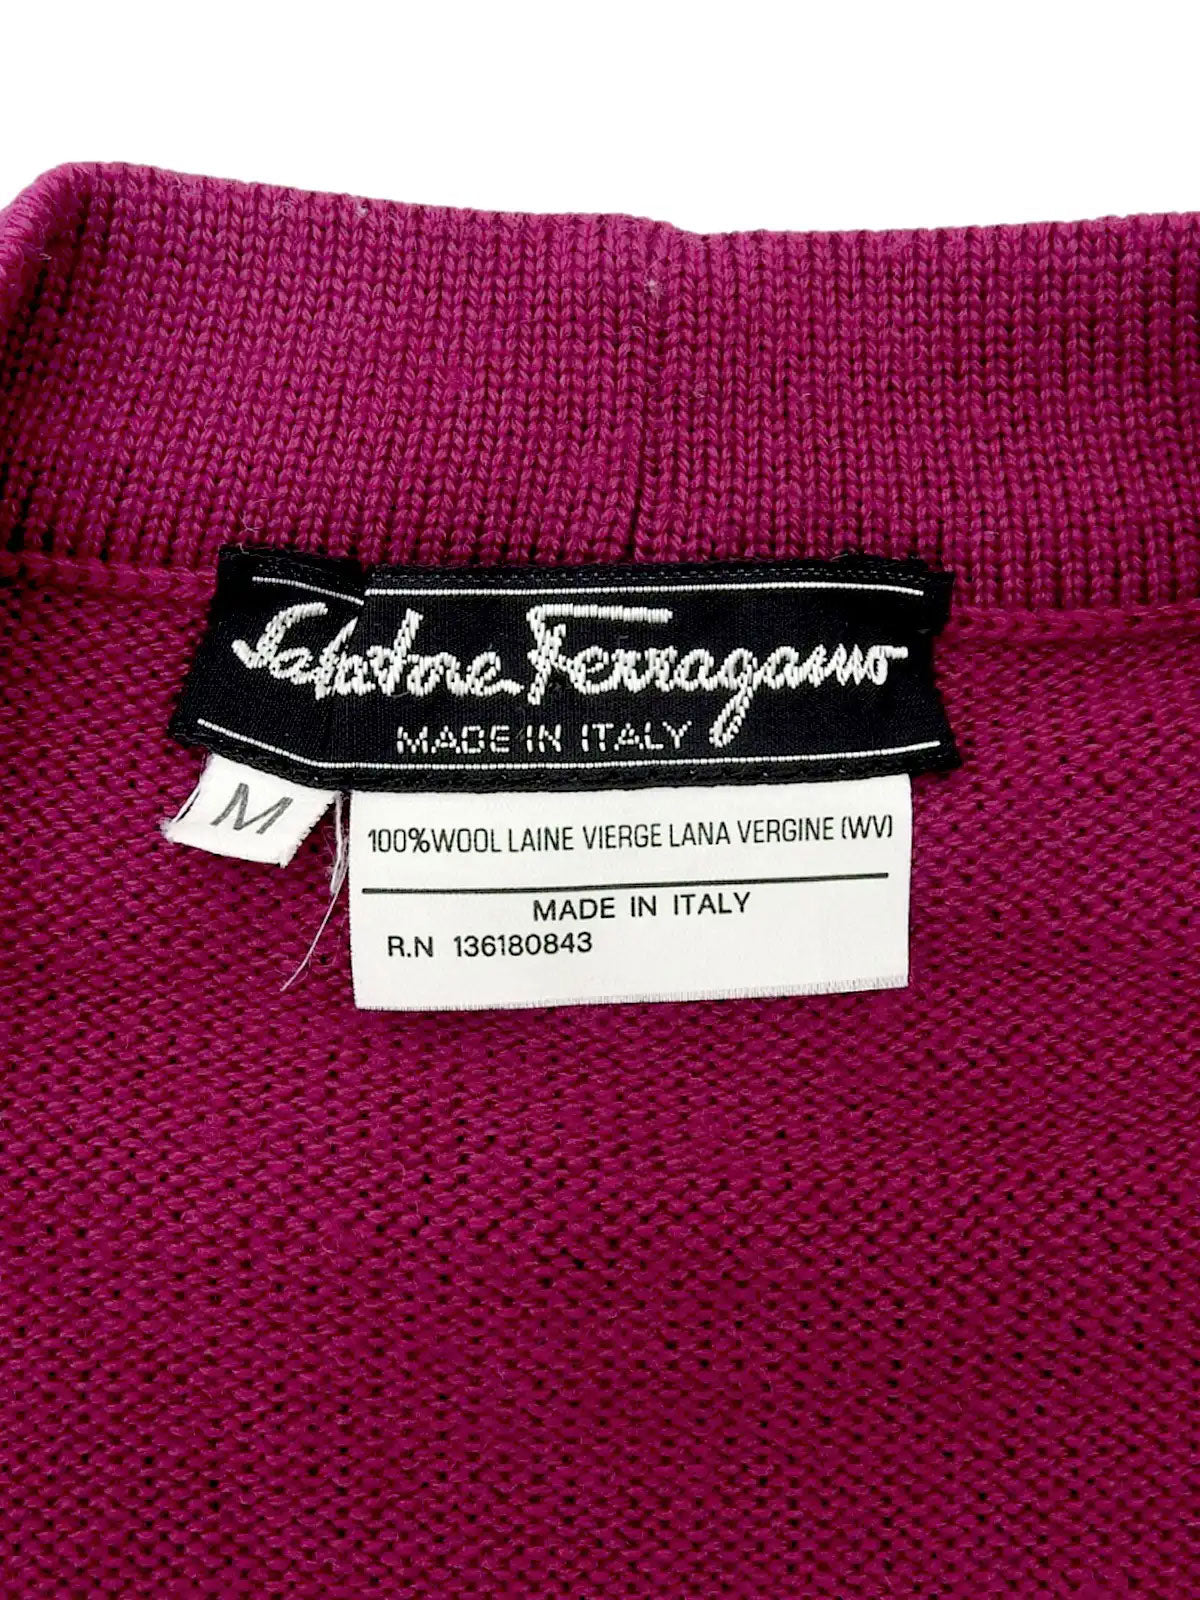 Salvatore Ferragamo
MADE IN ITALY
M
100%WOOL LAINE VIERGE LANA VERGINE (WV)
MADE IN ITALY
R.N 136180843